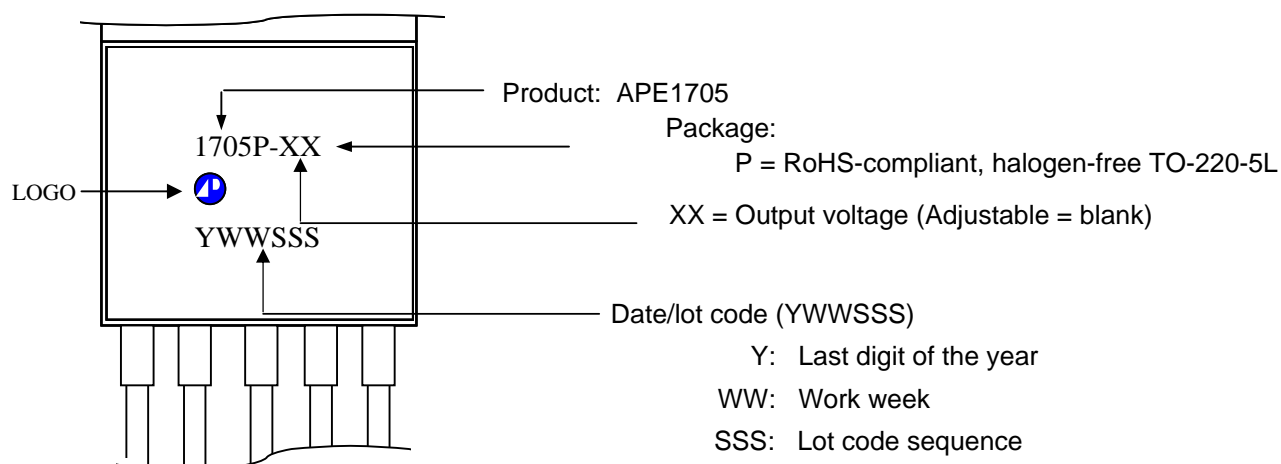 Product: APE1705
Package:
1705P-XX
P = RoHS-compliant, halogen-free TO-220-5L
LOGO
XX = Output voltage (Adjustable = blank)
YWWSSS
Date/lot code (YWWSSS)
Y: Last digit of the year
WW: Work week
SSS: Lot code sequence